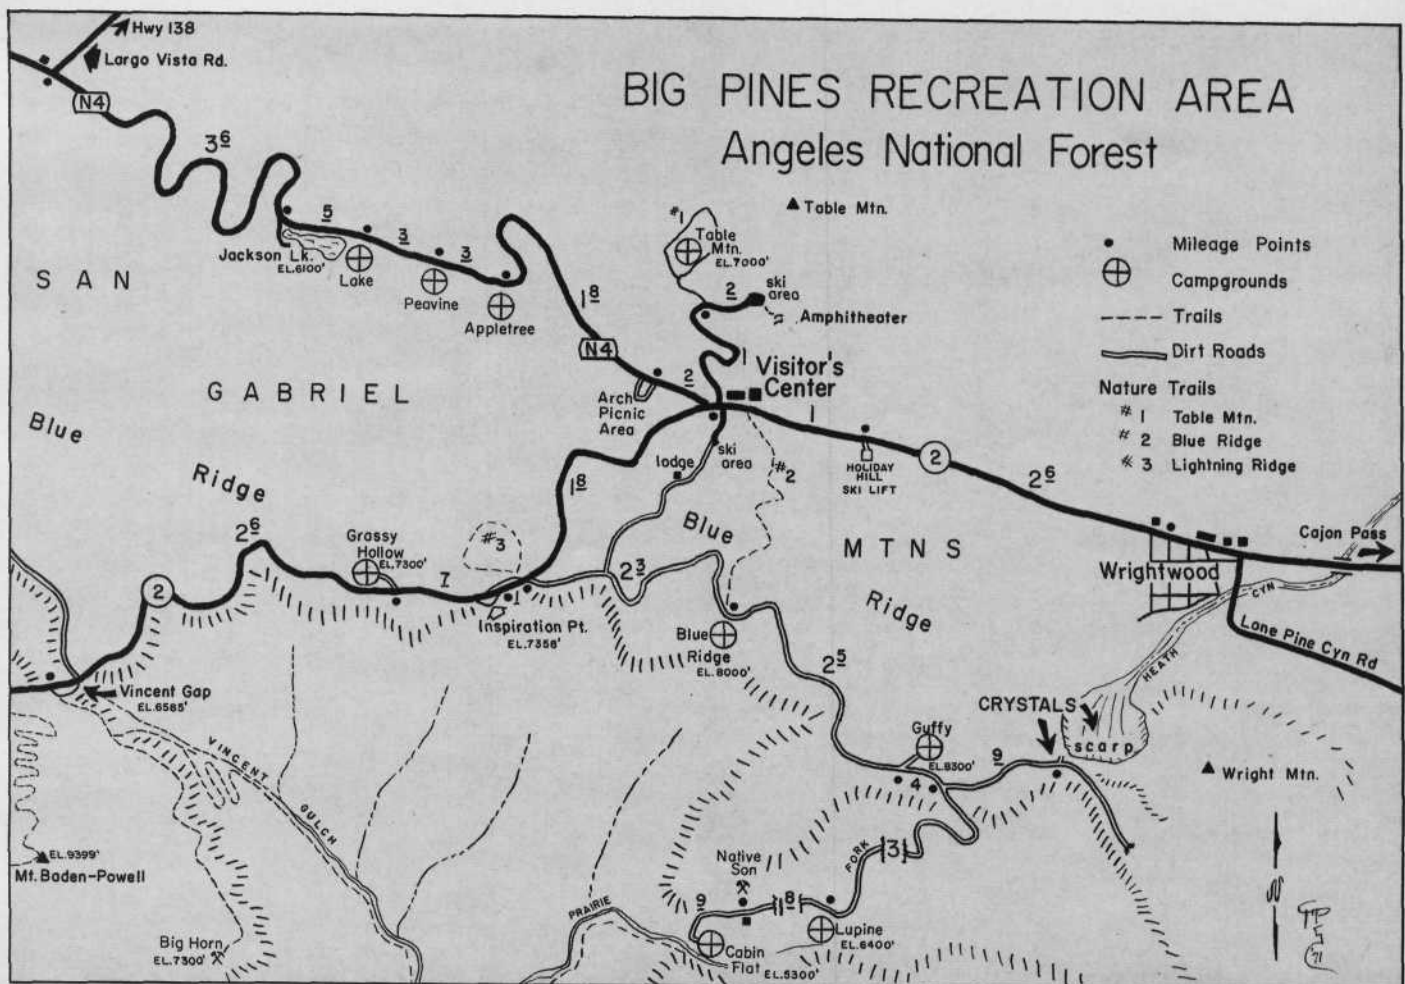 Hwy 138
Largo Vista Rd.
N4
BIG PINES RECREATION AREA
Angeles National Forest
3 6
5
3
3
Jackson Lk.
EL.6100'
Lake
Peavine
Appletree
#1
Table
Mtn.
EL.7000'
Table Mtn.
2
ski
area
Amphitheater
Mileage Points
Campgrounds
Trails
Dirt Roads
Nature Trails
# 1 Table Mtn.
# 2 Blue Ridge
# 3 Lightning Ridge
SAN
GABRIEL
MTNS
1 8
N4
2
1
Visitor's
Center
Arch
Picnic
Area
1
HOLIDAY
HILL
SKI LIFT
2
2 6
Cajon Pass
Wrightwood
Lone Pine Cyn Rd
Blue
Ridge
2 6
Grassy
Hollow
EL.7300'
#3
7
1 8
lodge
ski
area
#2
Blue
Ridge
2 3
2
1
Inspiration Pt.
EL.7358'
Blue
Ridge
EL.8000'
2 5
Vincent Gap
EL.6585'
VINCENT
GULCH
HEATH
CYN
CRYSTALS
scarp
Guffy
EL.8300'
9
4
Wright Mtn.
EL.9399'
Mt. Baden-Powell
Big Horn
EL.7300'
PRAIRIE
FORK
3
Native
Son
9
1 8
Lupine
EL.6400'
Cabin
Flat
EL.5300'
71